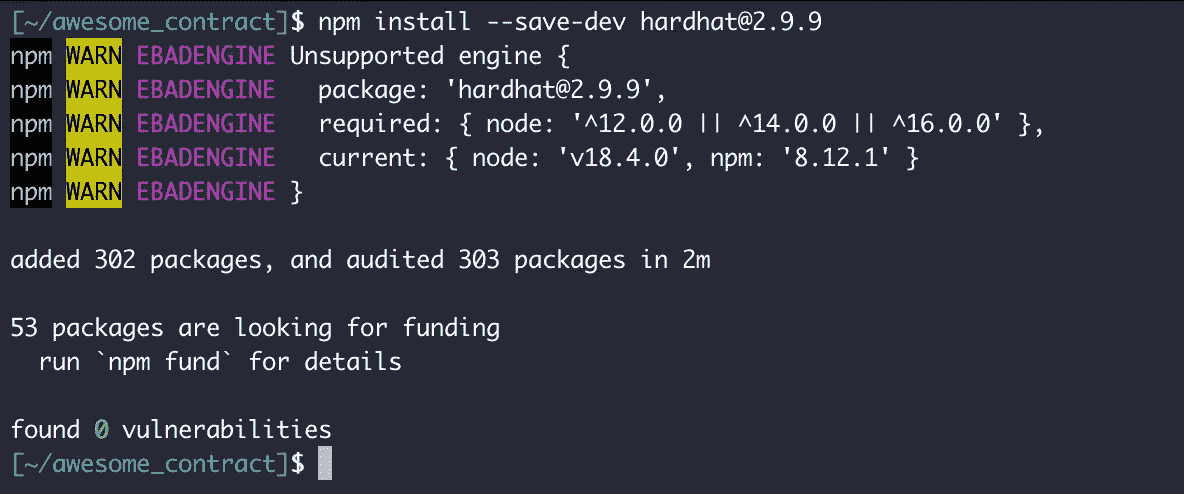 [~/awesome_contract]$ npm install --save-dev hardhat@2.9.9
npm WARN EBADENGINE Unsupported engine {
npm WARN EBADENGINE   package: 'hardhat@2.9.9',
npm WARN EBADENGINE   required: { node: '^12.0.0 || ^14.0.0 || ^16.0.0' },
npm WARN EBADENGINE   current: { node: 'v18.4.0', npm: '8.12.1' }
npm WARN EBADENGINE }
added 302 packages, and audited 303 packages in 2m
53 packages are looking for funding
  run `npm fund` for details
found 0 vulnerabilities
[~/awesome_contract]$